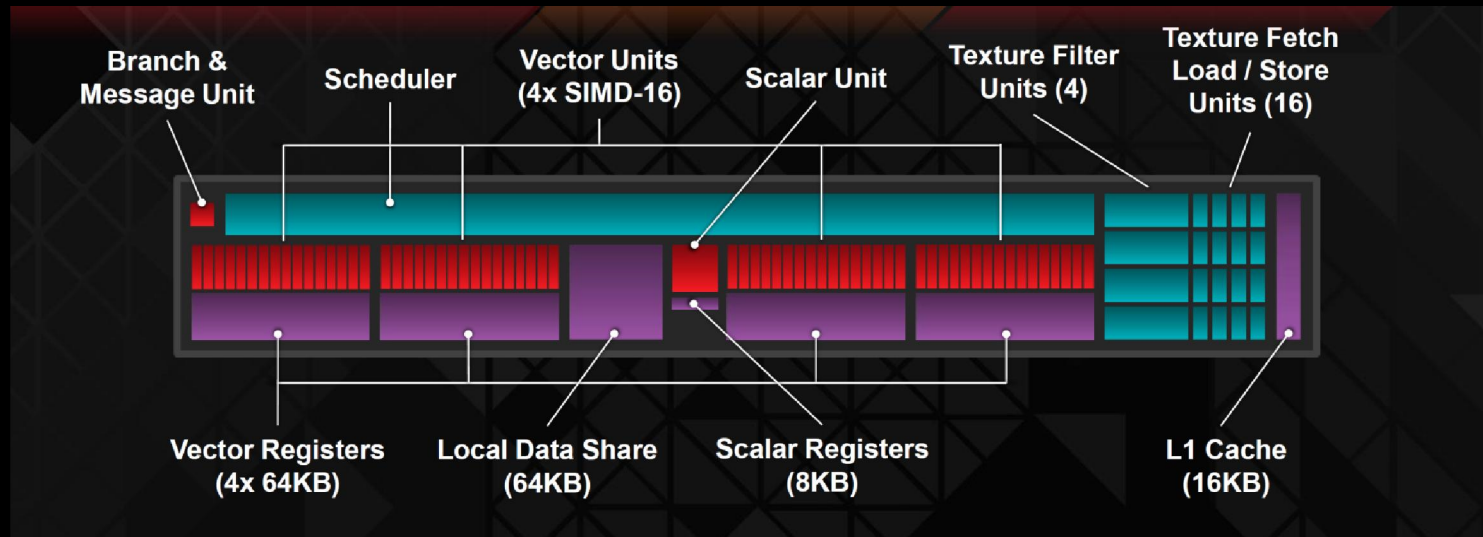 Branch &
Message Unit
Scheduler
Vector Units
(4x SIMD-16)
Scalar Unit
Texture Filter
Units (4)
Texture Fetch
Load / Store
Units (16)
Vector Registers
(4x 64KB)
Local Data Share
(64KB)
Scalar Registers
(8KB)
L1 Cache
(16KB)